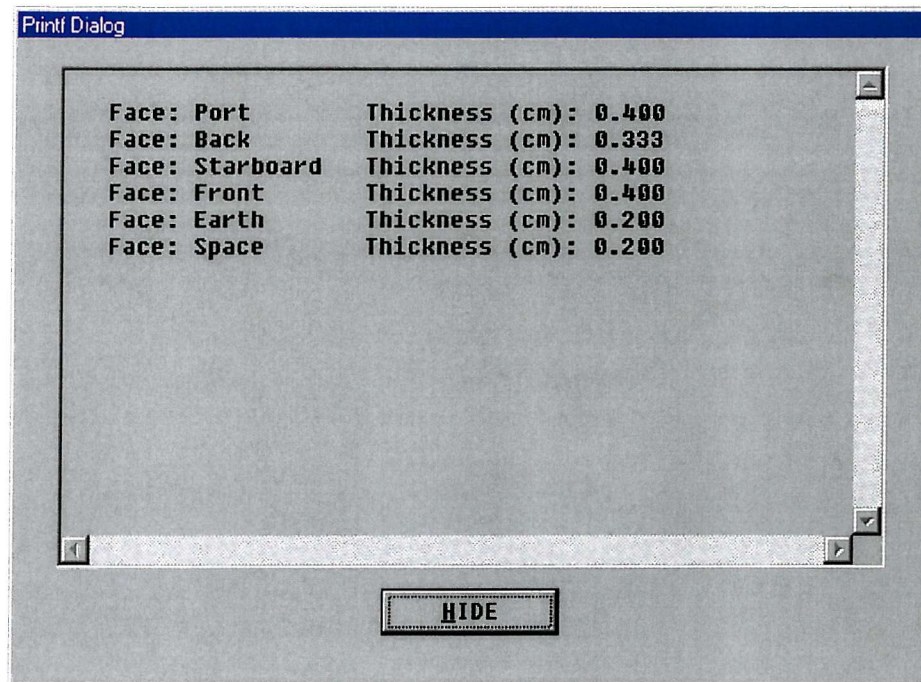 Printf Dialog
Face: Port Thickness (cm): 0.400
Face: Back Thickness (cm): 0.333
Face: Starboard Thickness (cm): 0.400
Face: Front Thickness (cm): 0.400
Face: Earth Thickness (cm): 0.200
Face: Space Thickness (cm): 0.200
HIDE